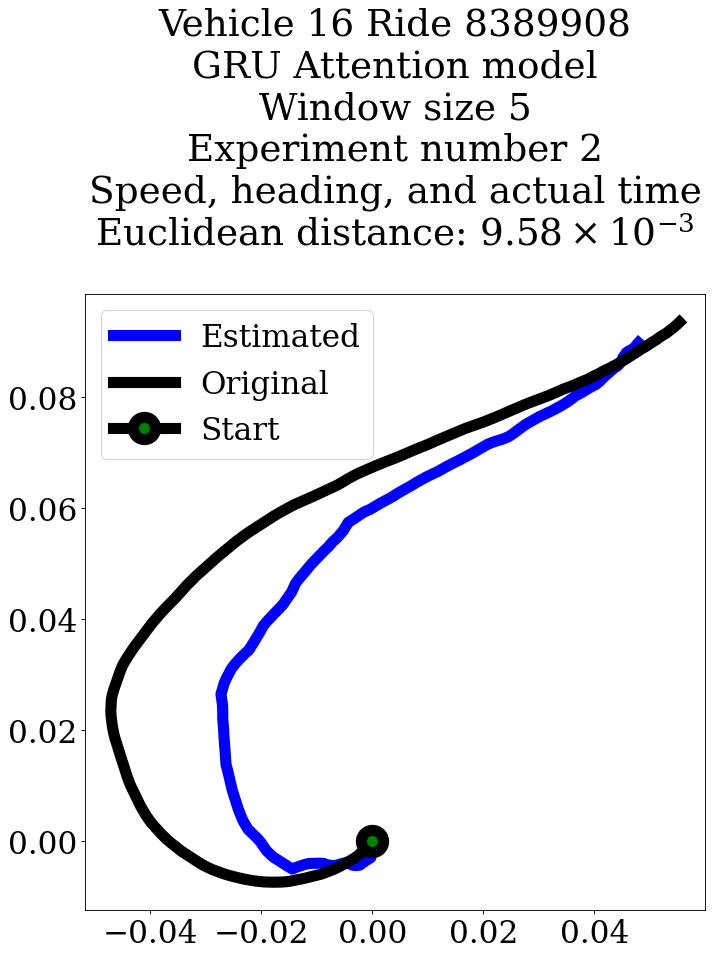 Vehicle 16 Ride 8389908
GRU Attention model
Window size 5
Experiment number 2
Speed, heading, and actual time
Euclidean distance: 9.58 × 10⁻³
Estimated
Original
Start
0.08
0.06
0.04
0.02
0.00
−0.04 −0.02 0.00 0.02 0.04